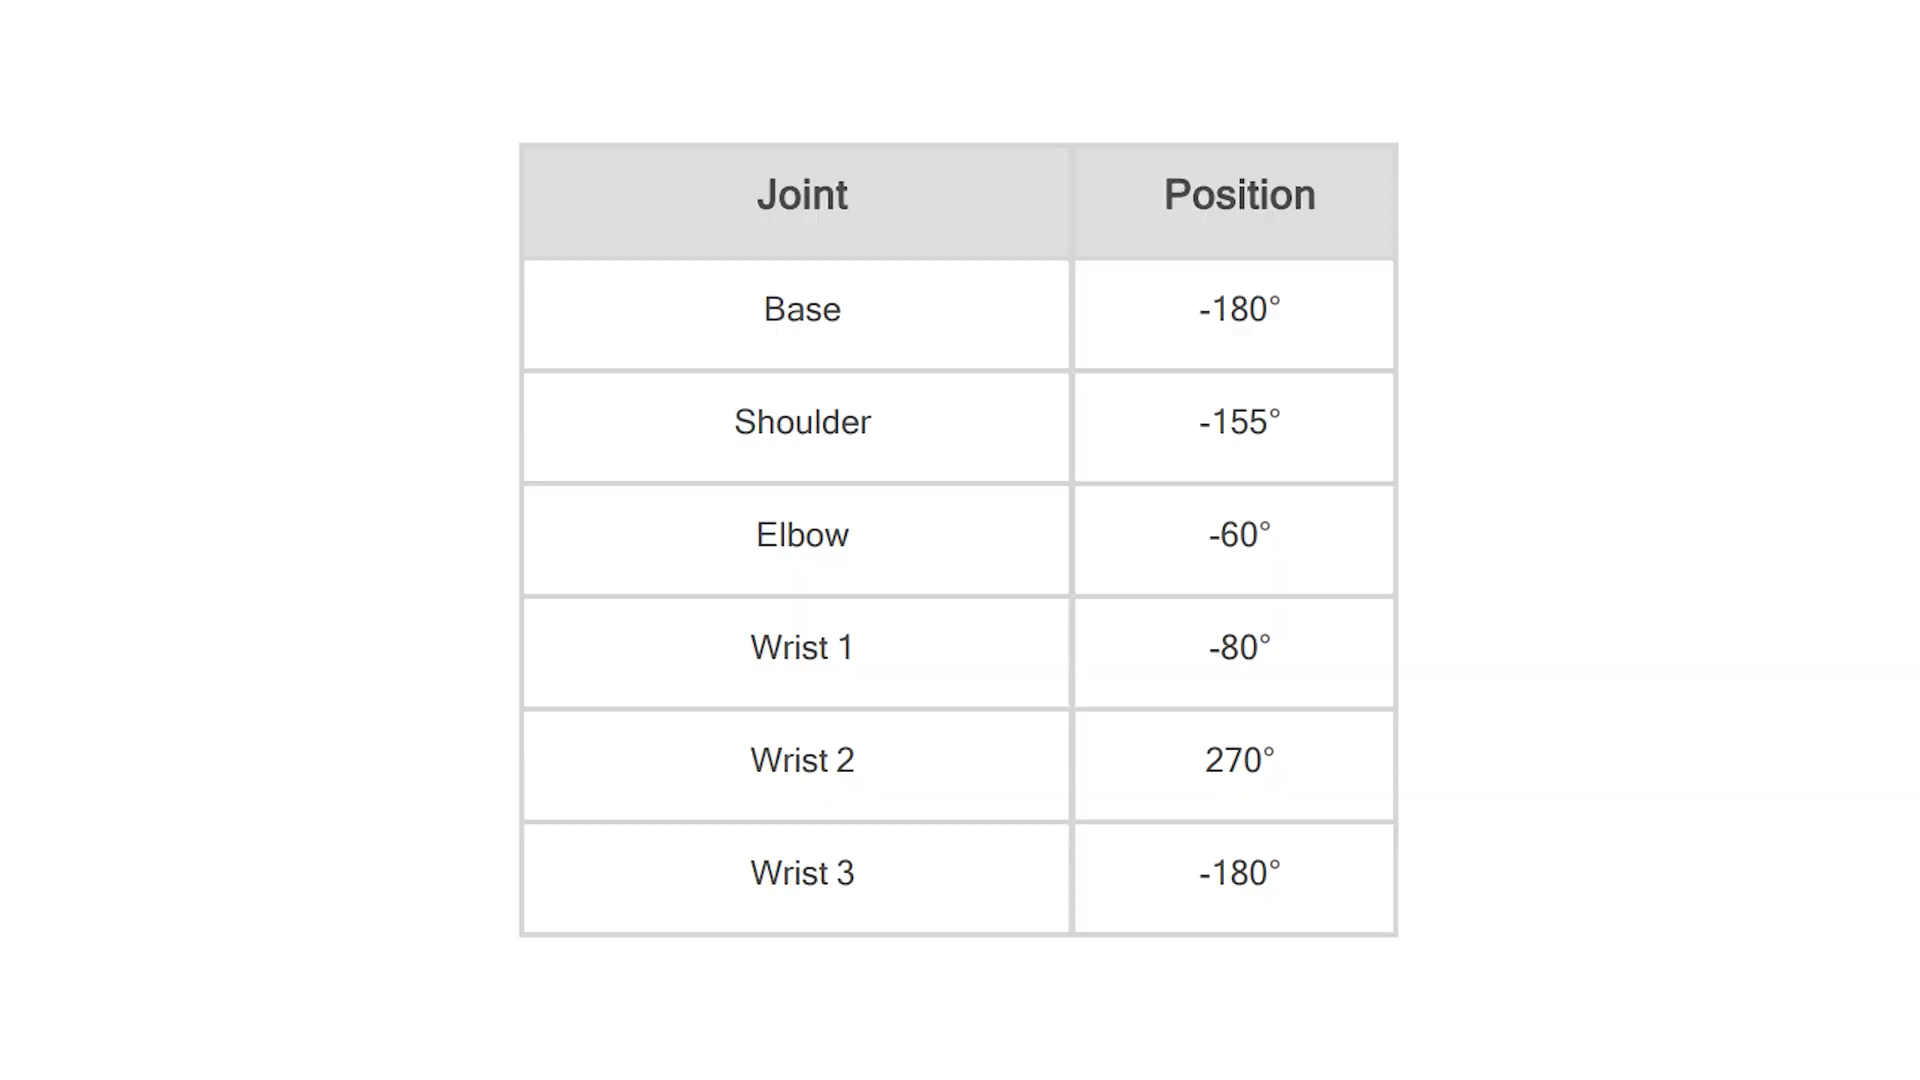 Joint Position
Base -180°
Shoulder -155°
Elbow -60°
Wrist 1 -80°
Wrist 2 270°
Wrist 3 -180°